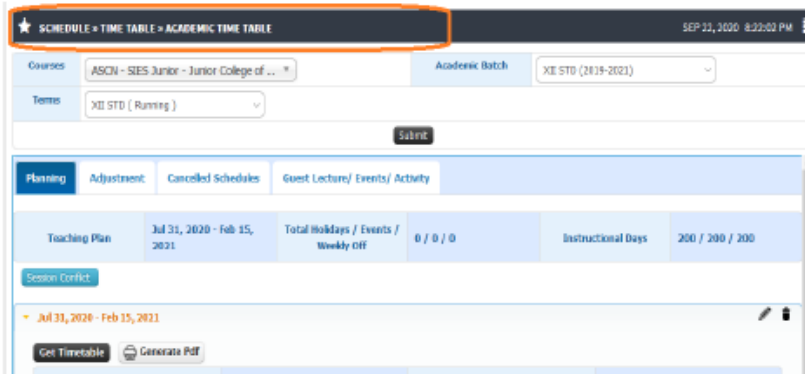 SCHEDULE » TIME TABLE » ACADEMIC TIME TABLE SEP 23, 2020 8:22:02 PM
Courses ASCN - SIES Junior - Junior College of ... Academic Batch XII STD (2019-2021)
Terms XII STD ( Running )
Submit
Planning Adjustment Cancelled Schedules Guest Lecture/ Events/ Activity
Teaching Plan Jul 31, 2020 - Feb 15, 2021 Total Holidays / Events / Weekly Off 0 / 0 / 0 Instructional Days 200 / 200 / 200
Session Conflict
Jul 31, 2020 - Feb 15, 2021
Get Timetable Generate Pdf